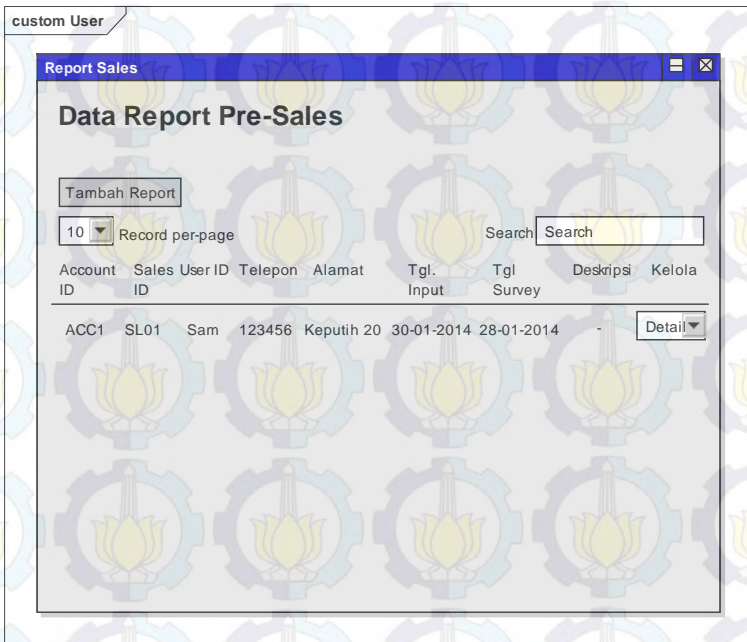 custom User
Report Sales
Data Report Pre-Sales
Tambah Report
10 Record per-page Search Search
Account Sales User ID Telepon Alamat Tgl. Tgl Deskripsi Kelola
ID ID Input Survey
ACC1 SL01 Sam 123456 Keputih 20 30-01-2014 28-01-2014 - Detail